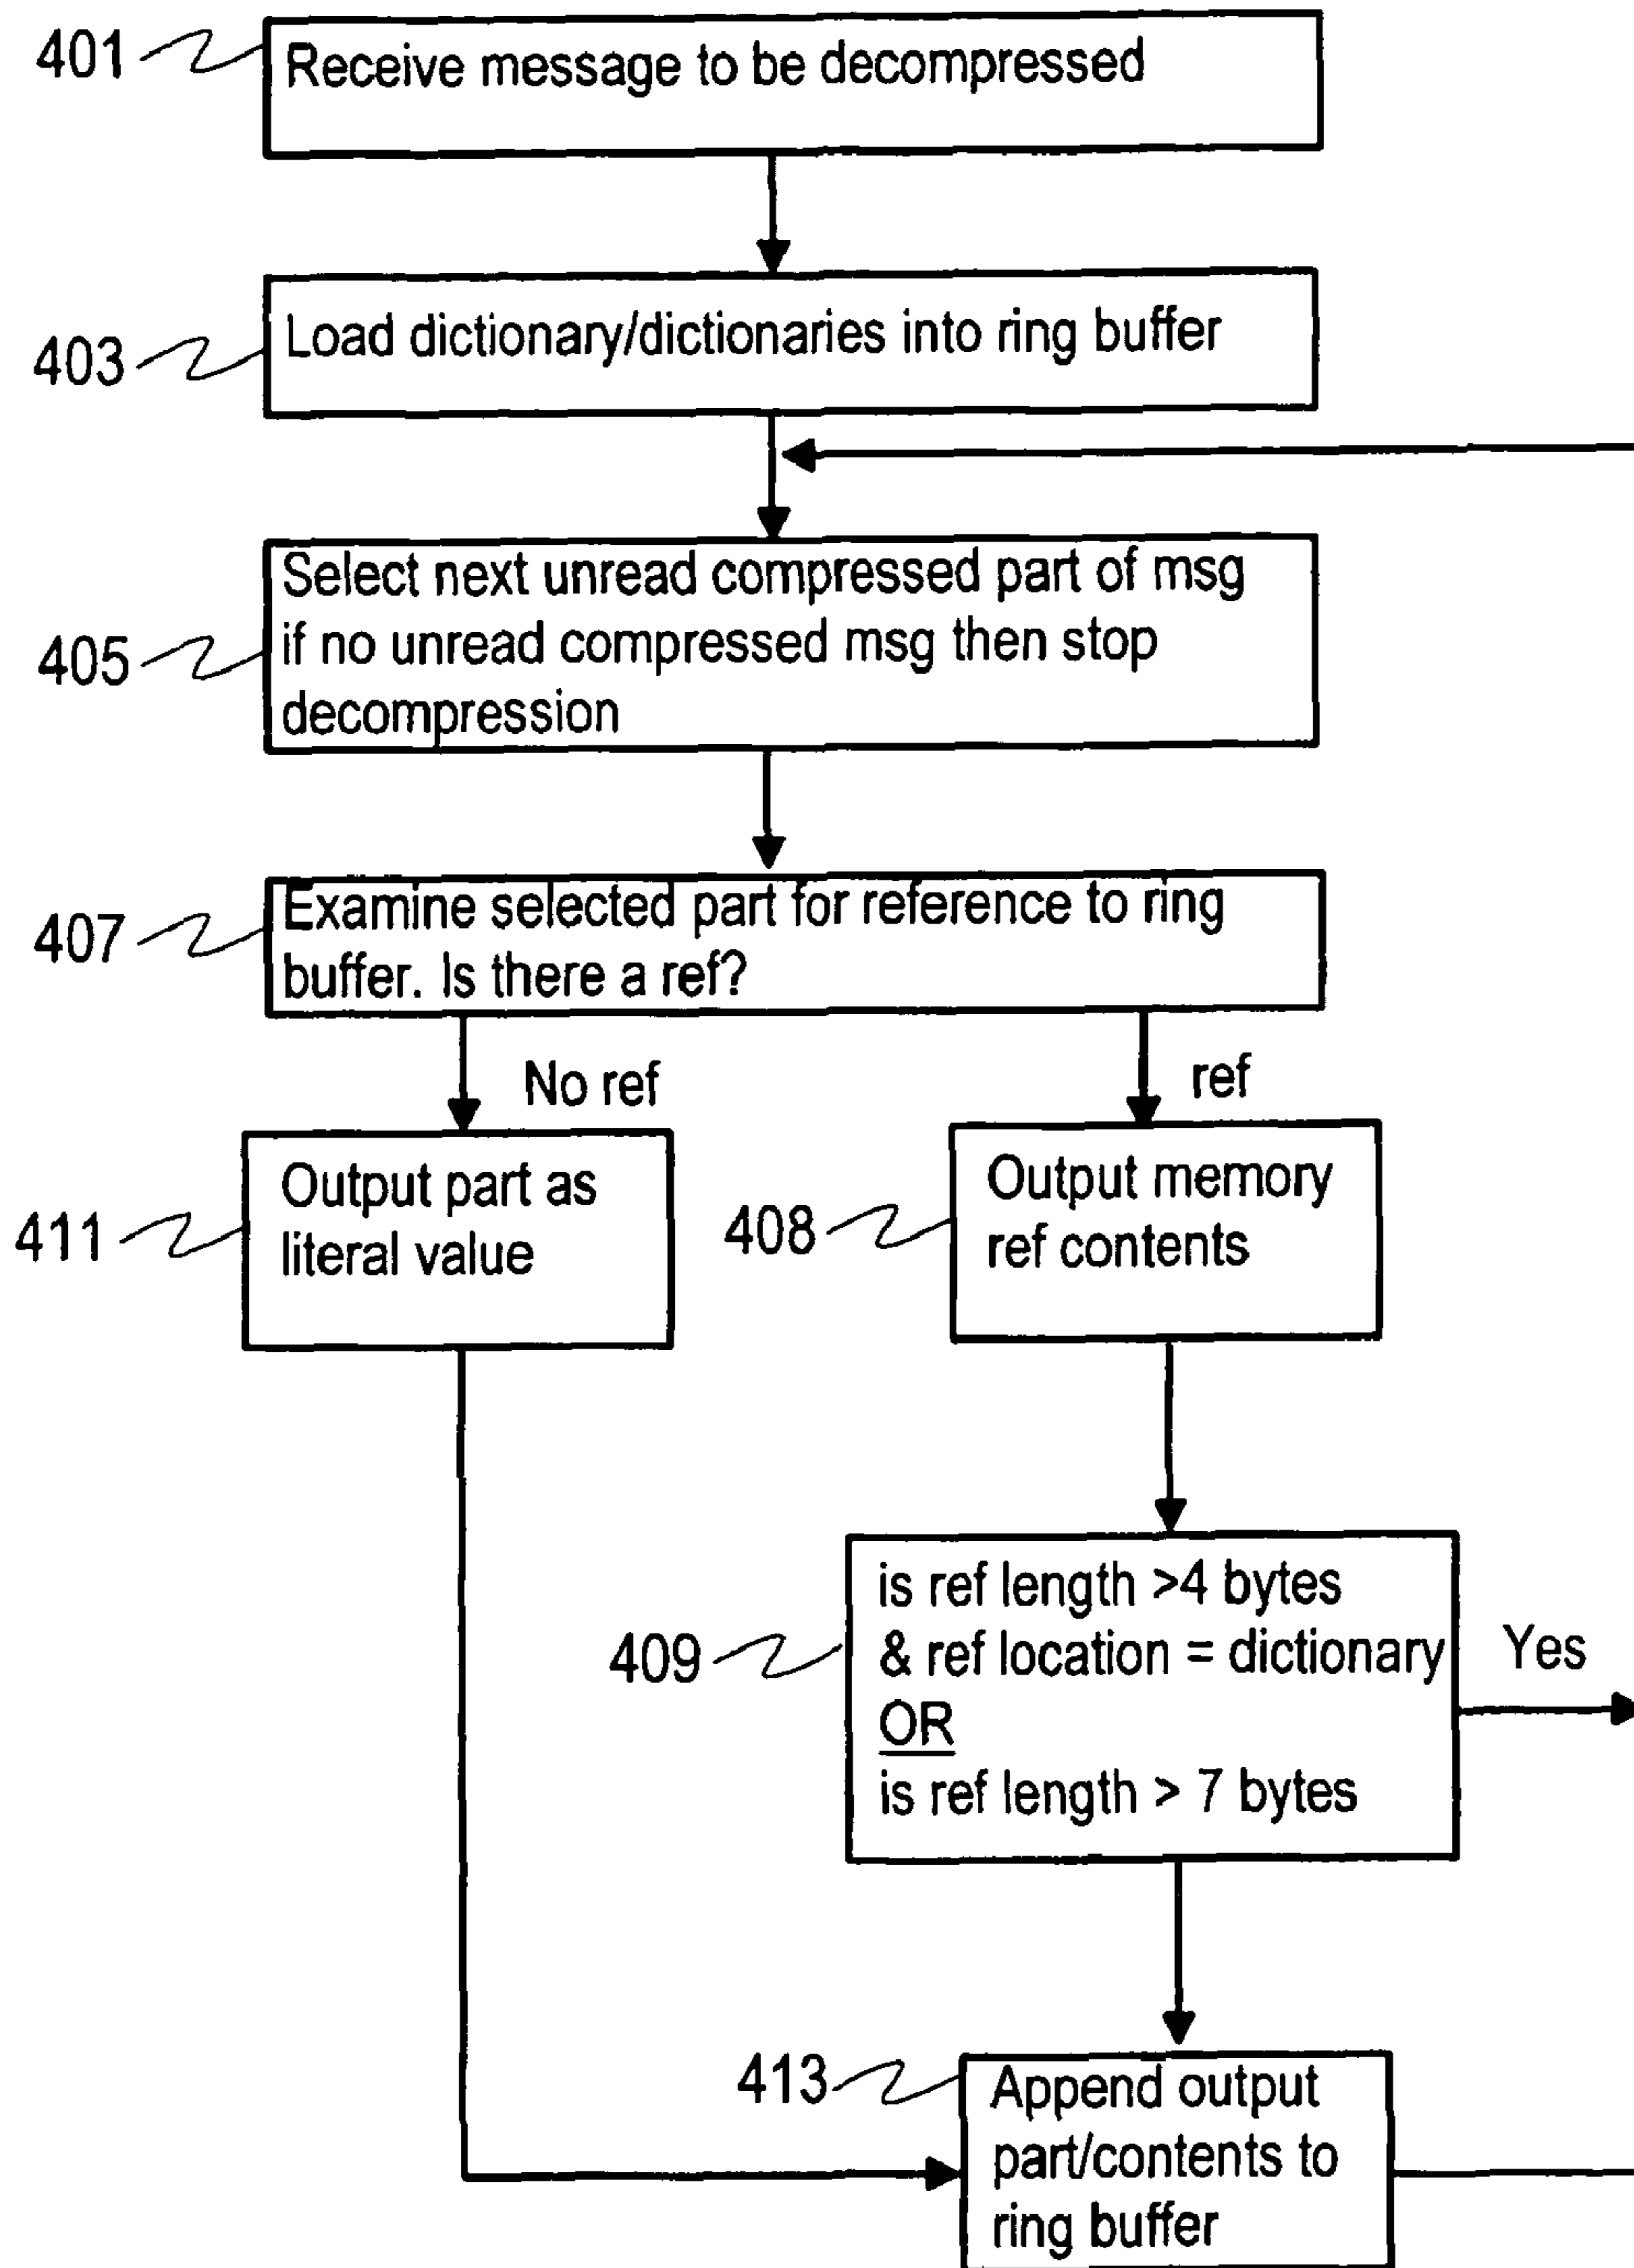 401
Receive message to be decompressed
403
Load dictionary/dictionaries into ring buffer
405
Select next unread compressed part of msg
if no unread compressed msg then stop
decompression
407
Examine selected part for reference to ring
buffer. Is there a ref?
No ref
ref
411
Output part as
literal value
408
Output memory
ref contents
409
is ref length >4 bytes
& ref location = dictionary
OR
is ref length > 7 bytes
Yes
413
Append output
part/contents to
ring buffer